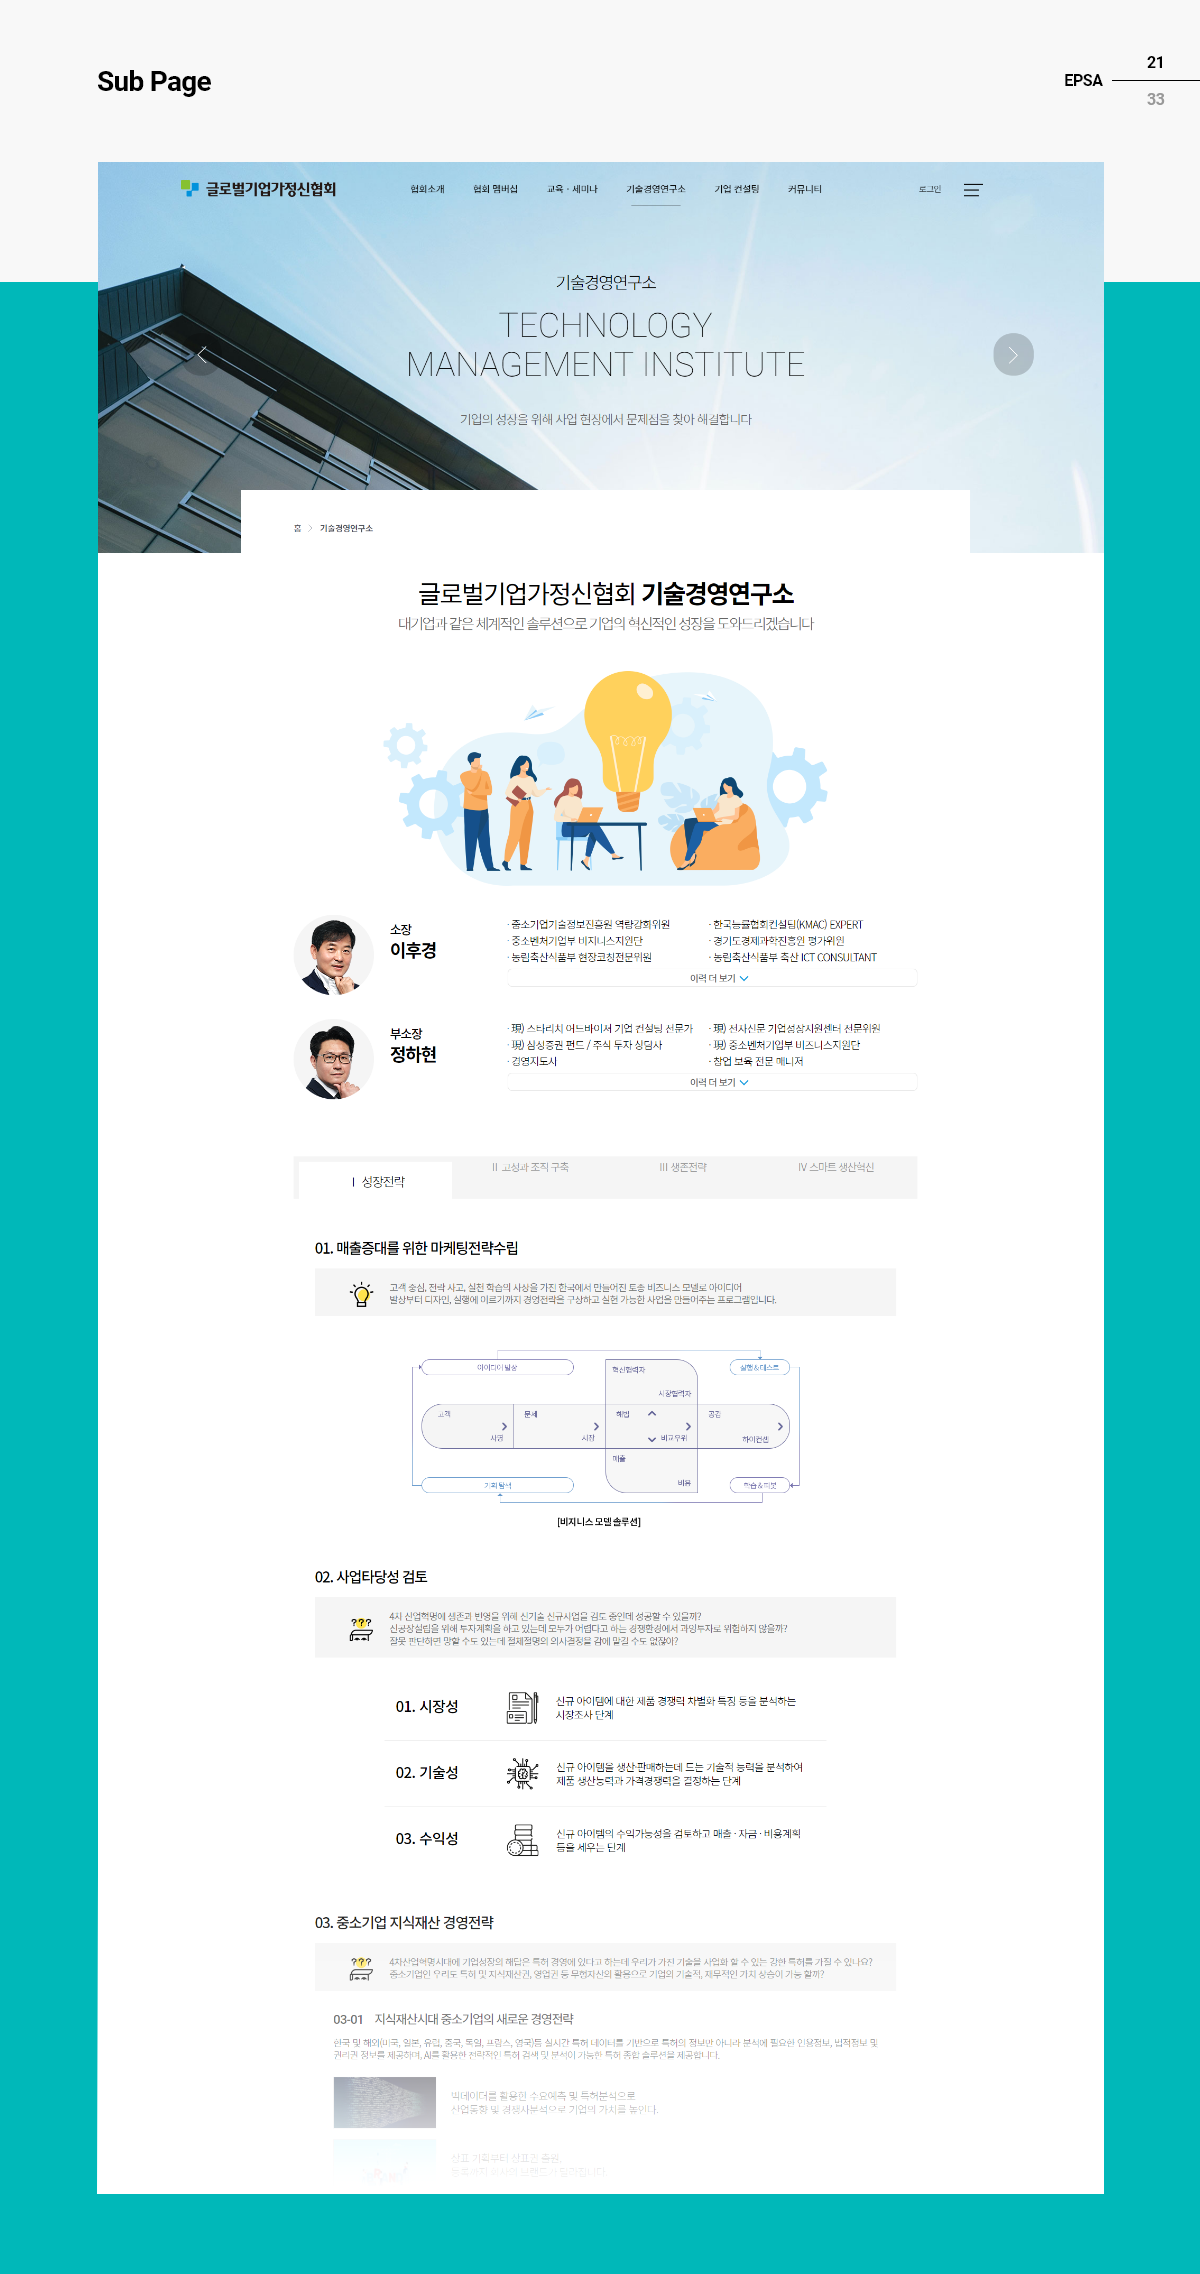 Sub Page
EPSA
21
33
글로벌기업가정신협회
협회소개
협회 멤버십
교육 · 세미나
기술경영연구소
기업 컨설팅
커뮤니티
로그인
기술경영연구소
TECHNOLOGY
MANAGEMENT INSTITUTE
기업의 성장을 위해 사업 현장에서 문제점을 찾아 해결합니다
홈 > 기술경영연구소
글로벌기업가정신협회 기술경영연구소
대기업과 같은 체계적인 솔루션으로 기업의 혁신적인 성장을 도와드리겠습니다
소장
이후경
· 중소기업기술정보진흥원 역량강화위원
· 중소벤처기업부 비지니스지원단
· 농림축산식품부 현장코칭전문위원
· 한국능률협회컨설팅(KMAC) EXPERT
· 경기도경제과학진흥원 평가위원
· 농림축산식품부 축산 ICT CONSULTANT
이력 더 보기
부소장
정하현
· 現) 스타리치 어드바이저 기업 컨설팅 전문가
· 現) 삼성증권 펀드 / 주식 투자 상담사
· 경영지도사
· 現) 전자신문 기업성장지원센터 전문위원
· 現) 중소벤처기업부 비즈니스지원단
· 창업 보육 전문 매니저
이력 더 보기
Ⅰ 성장전략
Ⅱ 고성과 조직 구축
Ⅲ 생존전략
Ⅳ 스마트 생산혁신
01. 매출증대를 위한 마케팅전략수립
고객 중심, 전략 사고, 실천 학습의 사상을 가진 한국에서 만들어진 토종 비즈니스 모델로 아이디어
발상부터 디자인, 실행에 이르기까지 경영전략을 구상하고 실현 가능한 사업을 만들어주는 프로그램입니다.
아이디어 발상
혁신협력자
실행&테스트
시장협력자
고객
문제
해법
공감
사명
시장
비교우위
하이컨셉
매출
기회 탐색
비용
학습&피봇
[비지니스 모델 솔루션]
02. 사업타당성 검토
4차 산업혁명에 생존과 번영을 위해 신기술 신규사업을 검토 중인데 성공할 수 있을까?
신공장설립을 위해 투자계획을 하고 있는데 모두가 어렵다고 하는 경쟁환경에서 과잉투자로 위험하지 않을까?
잘못 판단하면 망할 수도 있는데 절체절명의 의사결정을 감에 맡길 수도 없잖아?
01. 시장성
신규 아이템에 대한 제품 경쟁력 차별화 특징 등을 분석하는
시장조사 단계
02. 기술성
신규 아이템을 생산·판매하는데 드는 기술적 능력을 분석하여
제품 생산능력과 가격경쟁력을 결정하는 단계
03. 수익성
신규 아이템의 수익가능성을 검토하고 매출 · 자금 · 비용계획
등을 세우는 단계
03. 중소기업 지식재산 경영전략
4차산업혁명시대에 기업성장의 해답은 특허 경영에 있다고 하는데 우리가 가진 기술을 사업화 할 수 있는 강한 특허를 가질 수 있나요?
중소기업인 우리도 특허 및 지식재산권, 영업권 등 무형자산의 활용으로 기업의 기술적, 재무적인 가치 상승이 가능 할까?
03-01 지식재산시대 중소기업의 새로운 경영전략
한국 및 해외(미국, 일본, 유럽, 중국, 독일, 프랑스, 영국)등 실시간 특허 데이터를 기반으로 특허의 정보만 아니라 분석에 필요한 인용정보, 법적정보 및
권리권 정보를 제공하며, AI를 활용한 전략적인 특허 검색 및 분석이 가능한 특허 종합 솔루션을 제공합니다.
빅데이터를 활용한 수요예측 및 특허분석으로
산업동향 및 경쟁사분석으로 기업의 가치를 높인다.
상표 기획부터 상표권 출원,